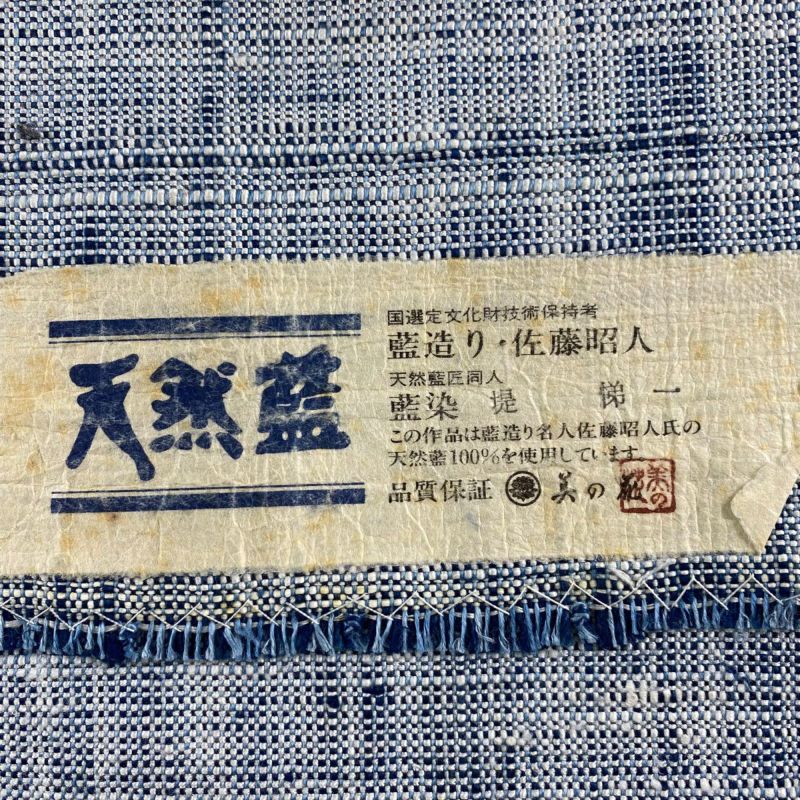 天然藍
国選定文化財技術保持者
藍造り・佐藤昭人
天然藍匠同人
藍染 堤 悌一
この作品は藍造り名人佐藤昭人氏の
天然藍100%を使用しています。
品質保証 美の
美の